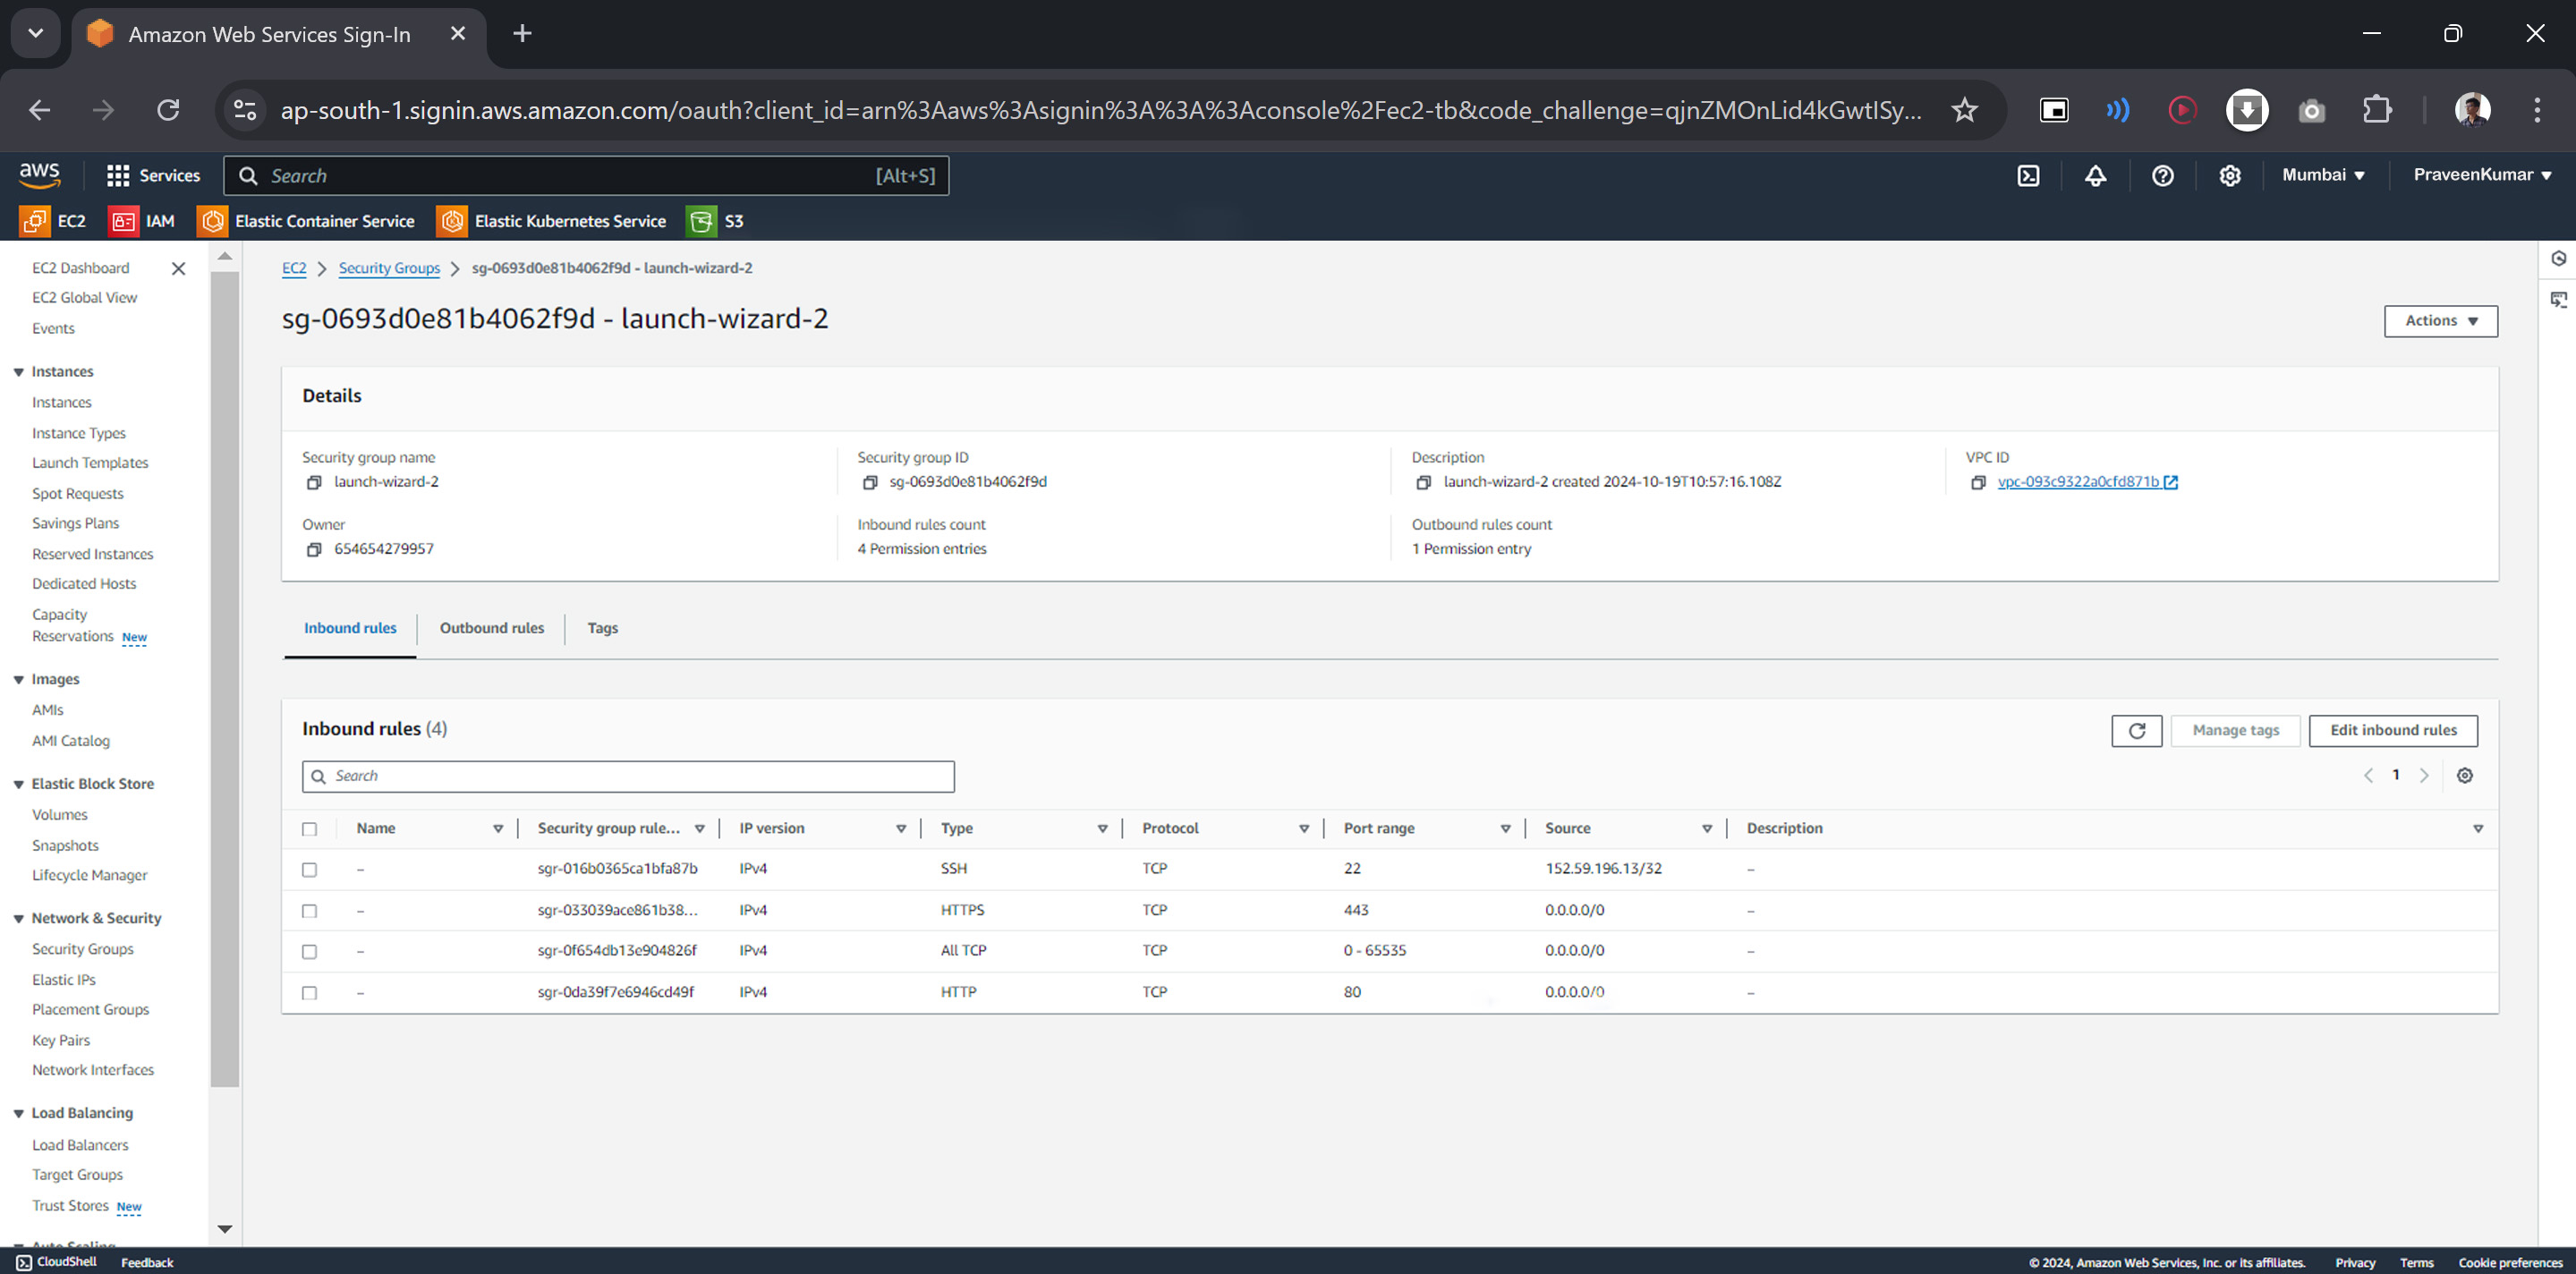 Amazon Web Services Sign-In
ap-south-1.signin.aws.amazon.com/oauth?client_id=arn%3Aaws%3Asignin%3A%3A%3Aconsole%2Fec2-tb&code_challenge=qjnZMOnLid4kGwtISy...
aws Services Search [Alt+S] Mumbai PraveenKumar
EC2 IAM Elastic Container Service Elastic Kubernetes Service S3
EC2 Dashboard
EC2 Global View
Events
Instances
Instances
Instance Types
Launch Templates
Spot Requests
Savings Plans
Reserved Instances
Dedicated Hosts
Capacity
Reservations New
Images
AMIs
AMI Catalog
Elastic Block Store
Volumes
Snapshots
Lifecycle Manager
Network & Security
Security Groups
Elastic IPs
Placement Groups
Key Pairs
Network Interfaces
Load Balancing
Load Balancers
Target Groups
Trust Stores New
Auto Scaling
EC2 > Security Groups > sg-0693d0e81b4062f9d - launch-wizard-2
sg-0693d0e81b4062f9d - launch-wizard-2
Actions
Details
Security group name Security group ID Description VPC ID
launch-wizard-2 sg-0693d0e81b4062f9d launch-wizard-2 created 2024-10-19T10:57:16.108Z vpc-093c9322a0cfd871b
Owner Inbound rules count Outbound rules count
654654279957 4 Permission entries 1 Permission entry
Inbound rules Outbound rules Tags
Inbound rules (4)
Manage tags Edit inbound rules
Search
1
Name Security group rule... IP version Type Protocol Port range Source Description
– sgr-016b0365ca1bfa87b IPv4 SSH TCP 22 152.59.196.13/32 –
– sgr-033039ace861b38... IPv4 HTTPS TCP 443 0.0.0.0/0 –
– sgr-0f654db13e904826f IPv4 All TCP TCP 0 - 65535 0.0.0.0/0 –
– sgr-0da39f7e6946cd49f IPv4 HTTP TCP 80 0.0.0.0/0 –
CloudShell Feedback © 2024, Amazon Web Services, Inc. or its affiliates. Privacy Terms Cookie preferences